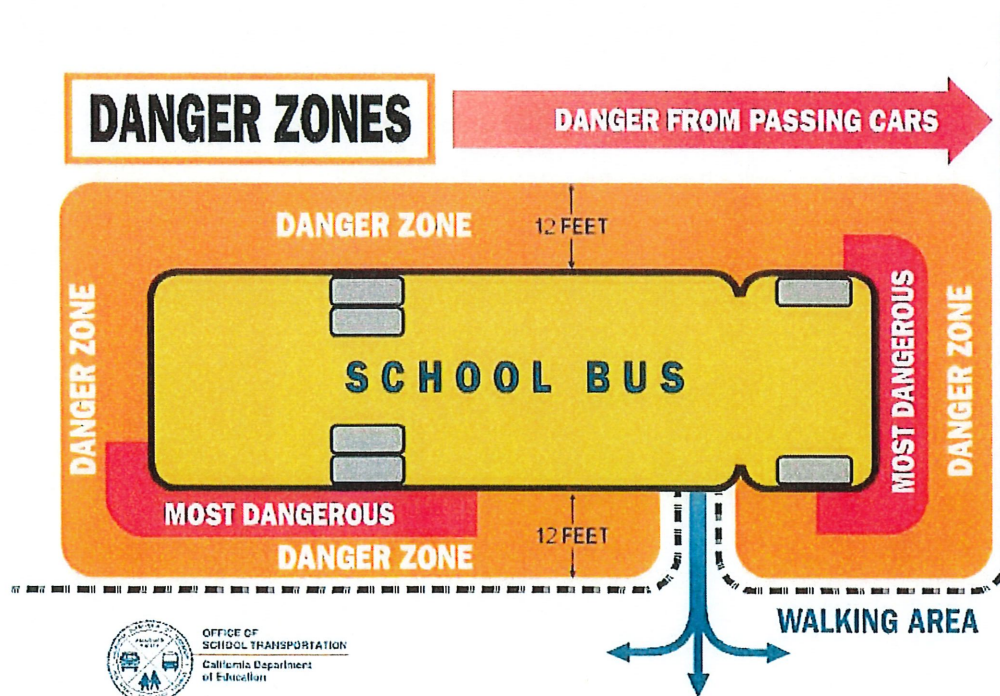 DANGER ZONES
DANGER FROM PASSING CARS
DANGER ZONE
12 FEET
DANGER ZONE
SCHOOL BUS
MOST DANGEROUS
DANGER ZONE
MOST DANGEROUS
DANGER ZONE
12 FEET
WALKING AREA
OFFICE OF
SCHOOL TRANSPORTATION
California Department
of Education